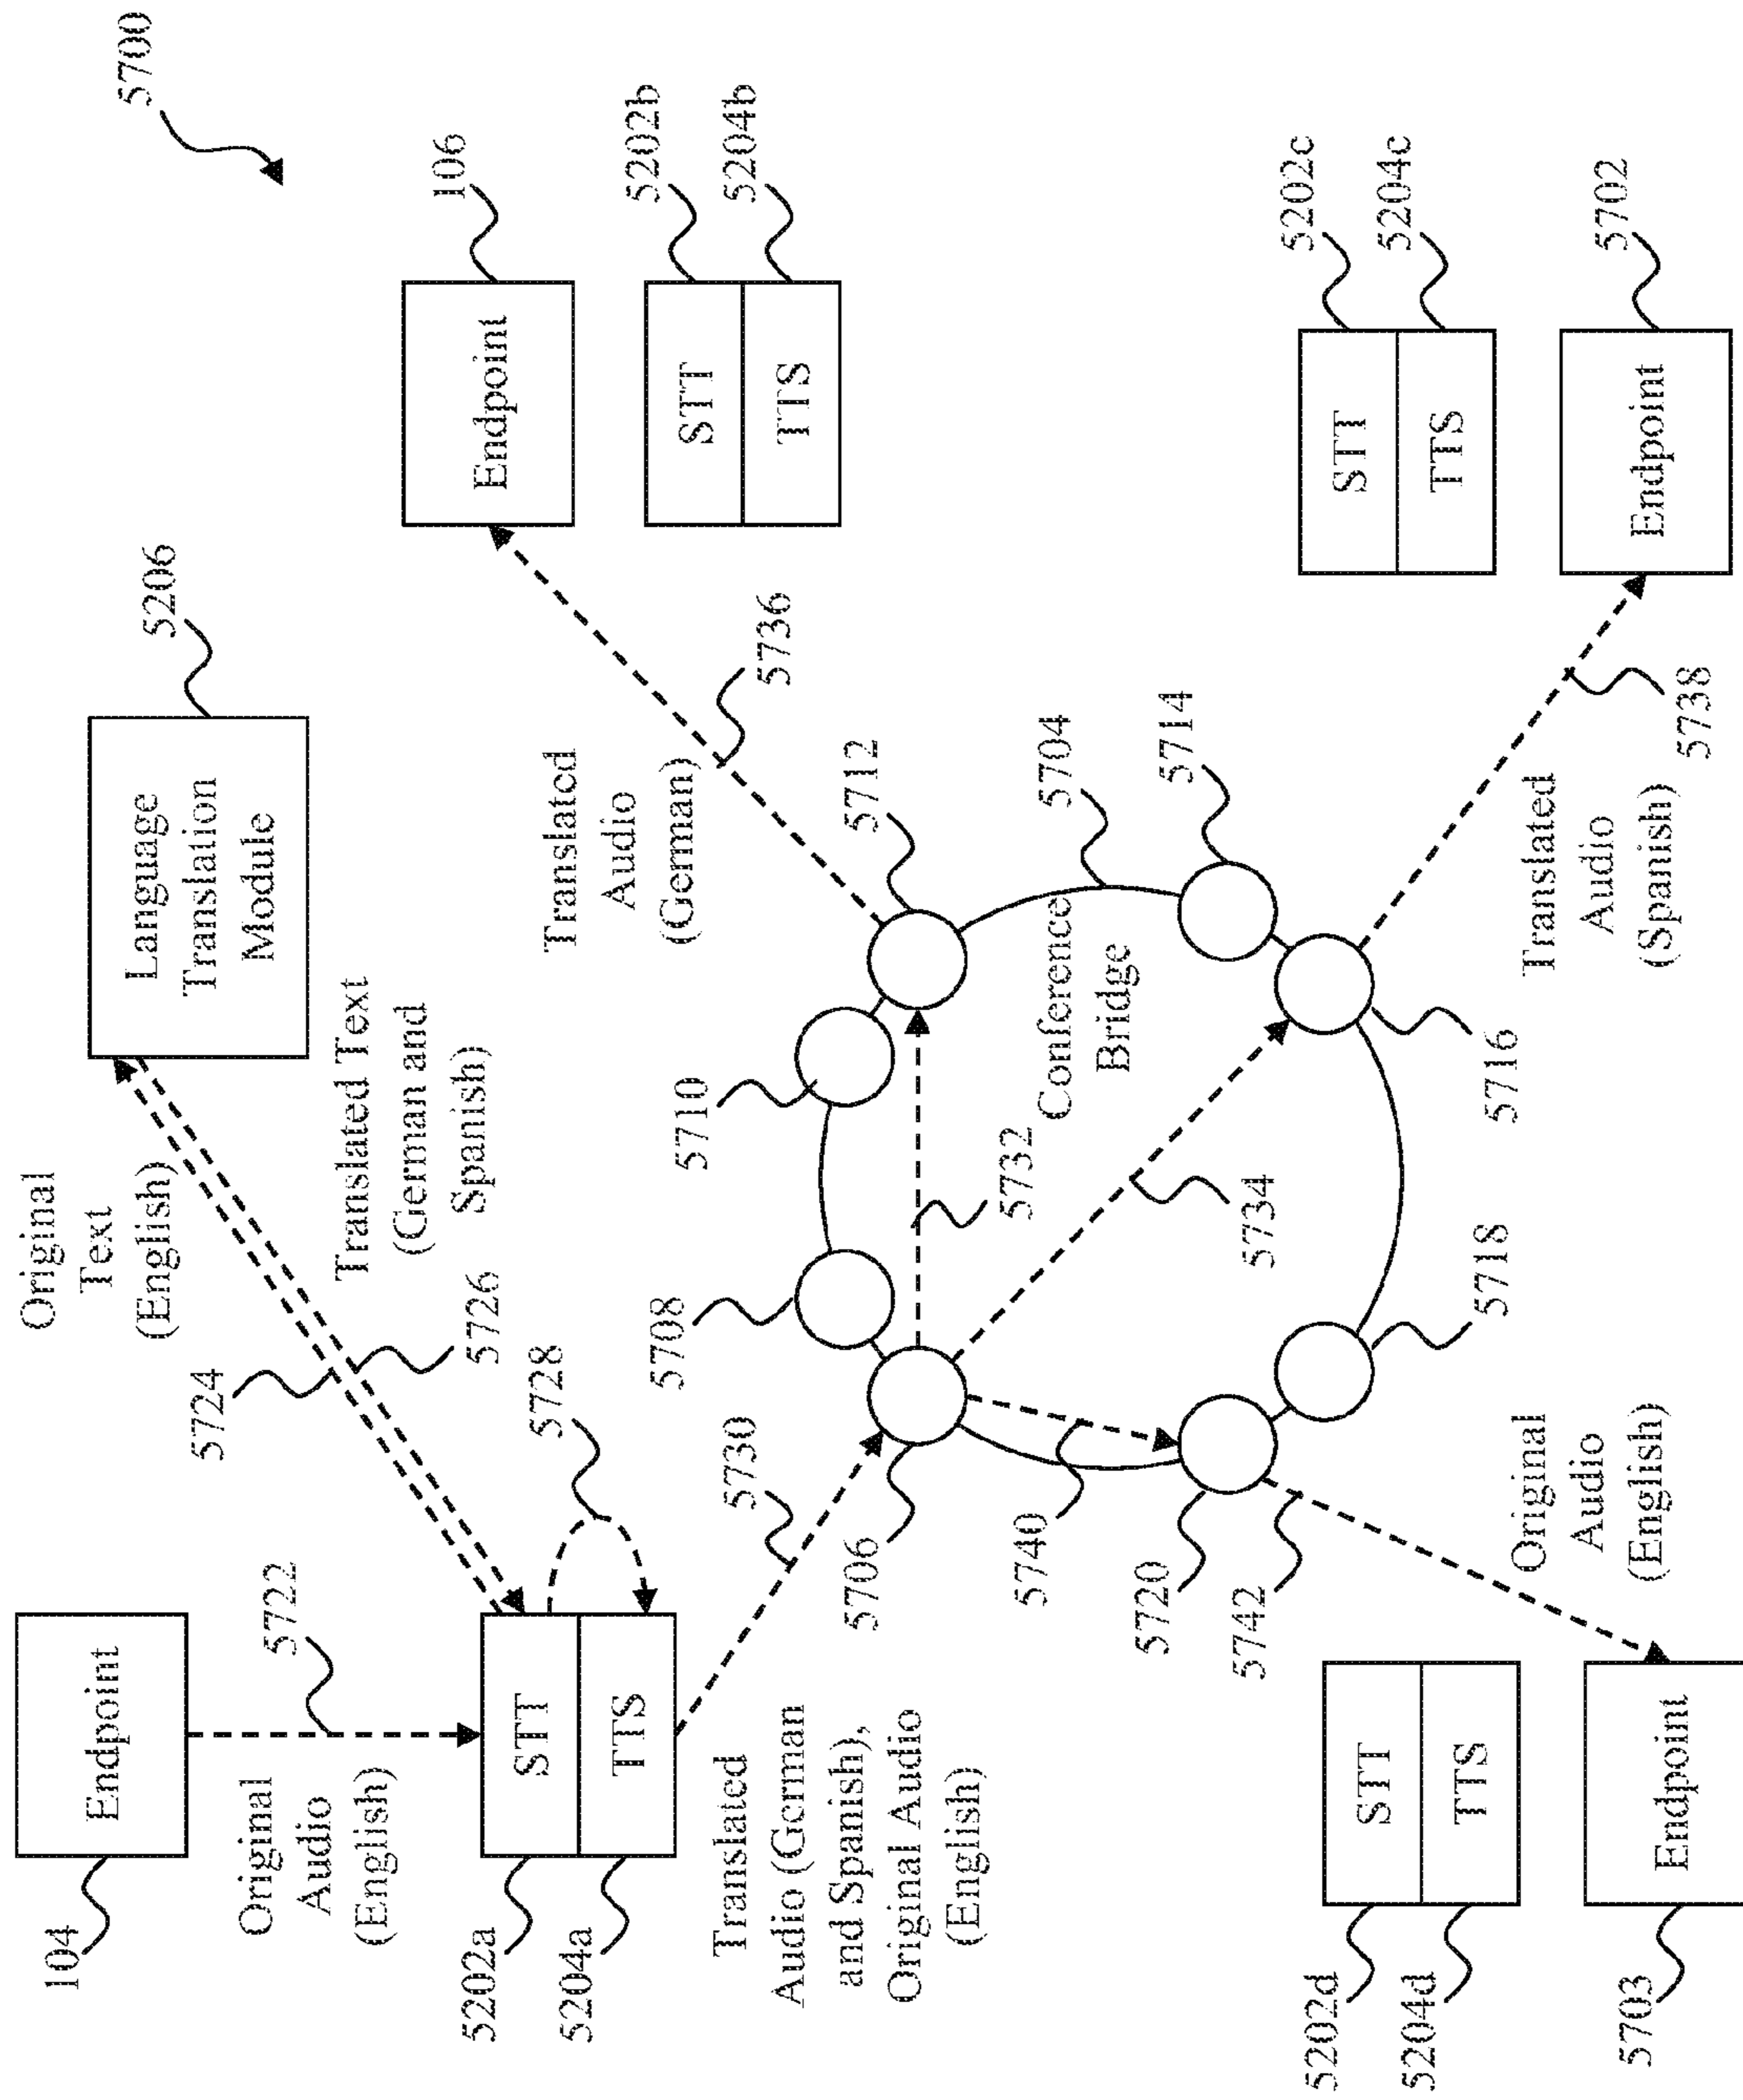 5700
104
Endpoint
5722
Original
Audio
(English)
5202a
5204a
STT
TTS
5724
Original
Text
(English)
5726
Translated Text
(German and
Spanish)
Language
Translation
Module
5206
5728
5730
Translated
Audio (German
and Spanish),
Original Audio
(English)
5706
5708
5710
5712
5732
5734
5740
Conference
Bridge
5704
5714
5716
5718
5720
Translated
Audio
(German)
5736
Endpoint
106
STT
TTS
5202b
5204b
5202c
5204c
STT
TTS
Endpoint
5702
Translated
Audio
(Spanish)
5738
5742
Original
Audio
(English)
5202d
5204d
STT
TTS
Endpoint
5703